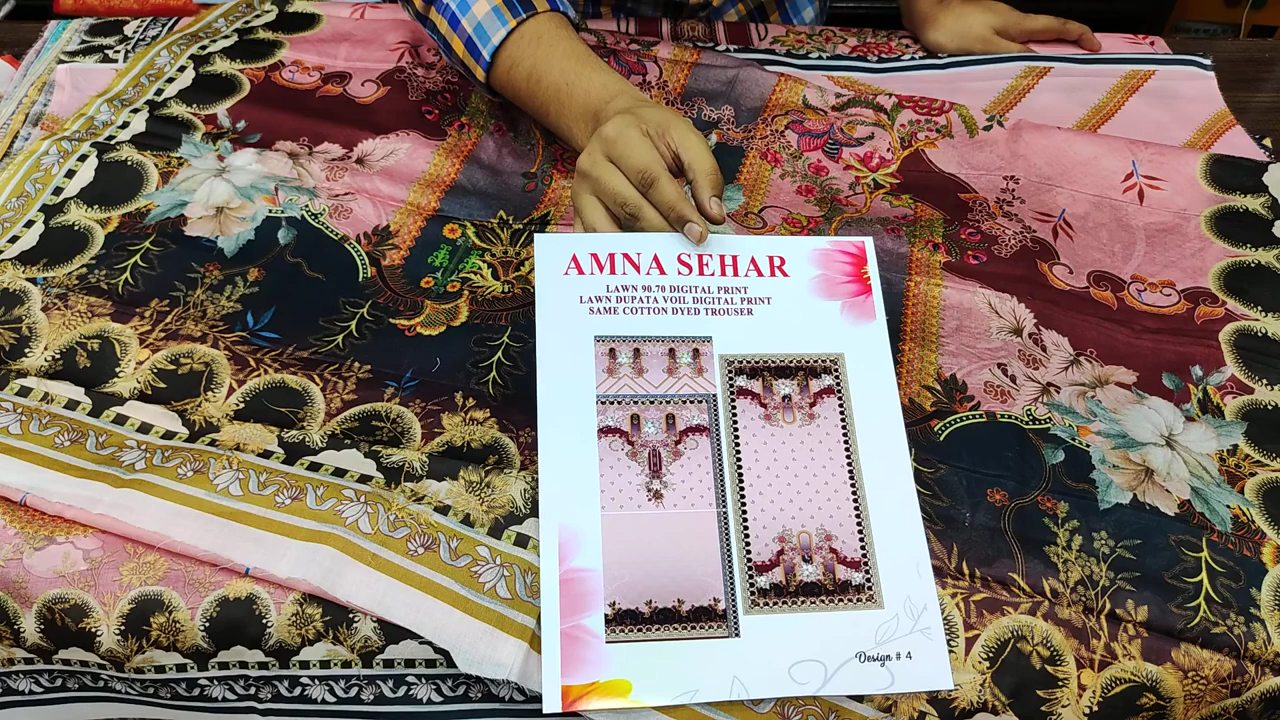 AMNA SEHAR
LAWN 90.70 DIGITAL PRINT
LAWN DUPATA VOIL DIGITAL PRINT
SAME COTTON DYED TROUSER
Design # 4